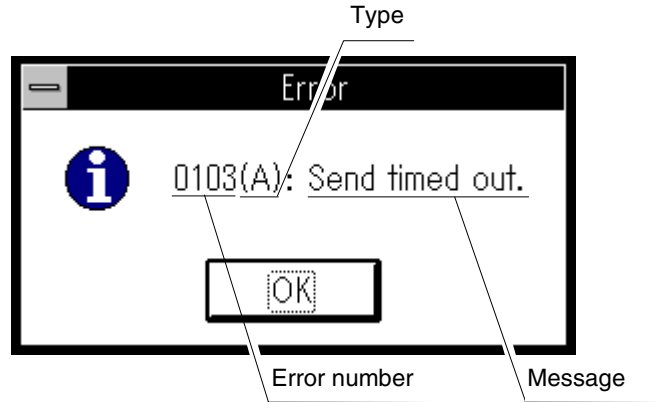 Type
Error
0103(A): Send timed out.
OK
Error number
Message